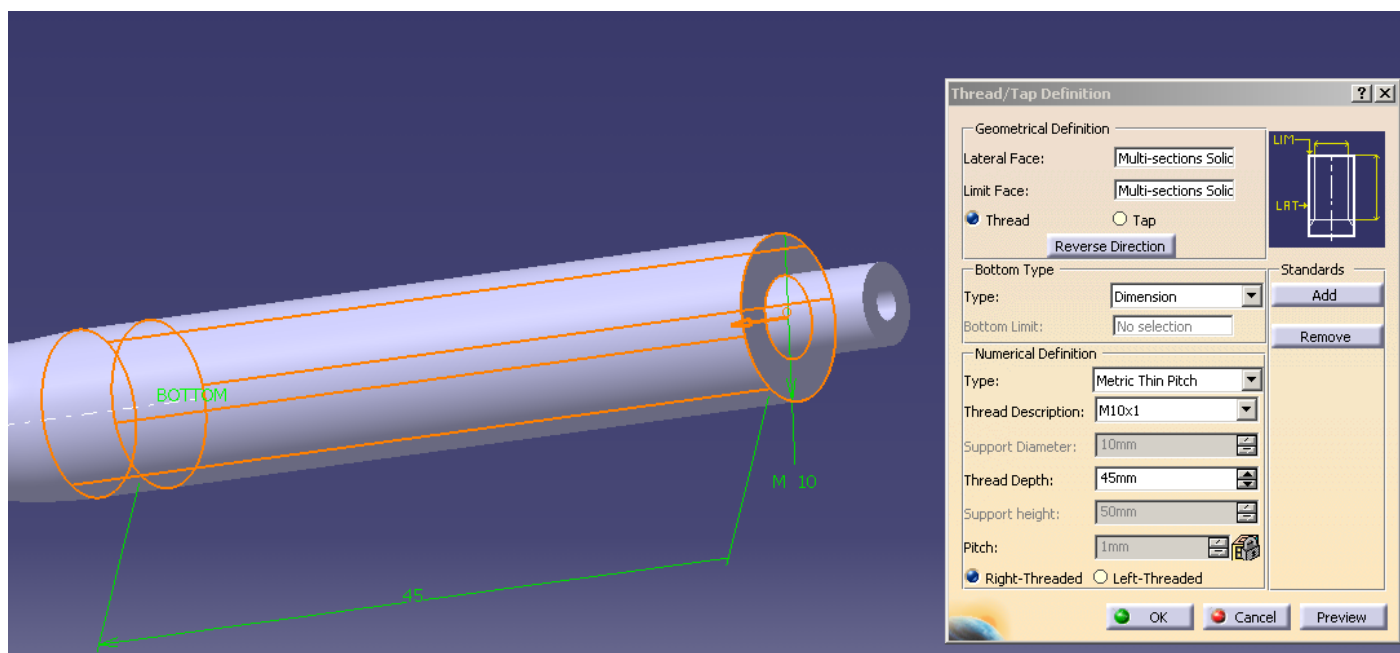 Thread/Tap Definition
Geometrical Definition
Lateral Face: Multi-sections Solic
Limit Face: Multi-sections Solic
Thread Tap
Reverse Direction
LIM
LAT
Bottom Type
Type: Dimension
Bottom Limit: No selection
Standards
Add
Remove
Numerical Definition
Type: Metric Thin Pitch
Thread Description: M10x1
Support Diameter: 10mm
Thread Depth: 45mm
Support height: 50mm
Pitch: 1mm
Right-Threaded Left-Threaded
OK Cancel Preview
BOTTOM
M 10
45